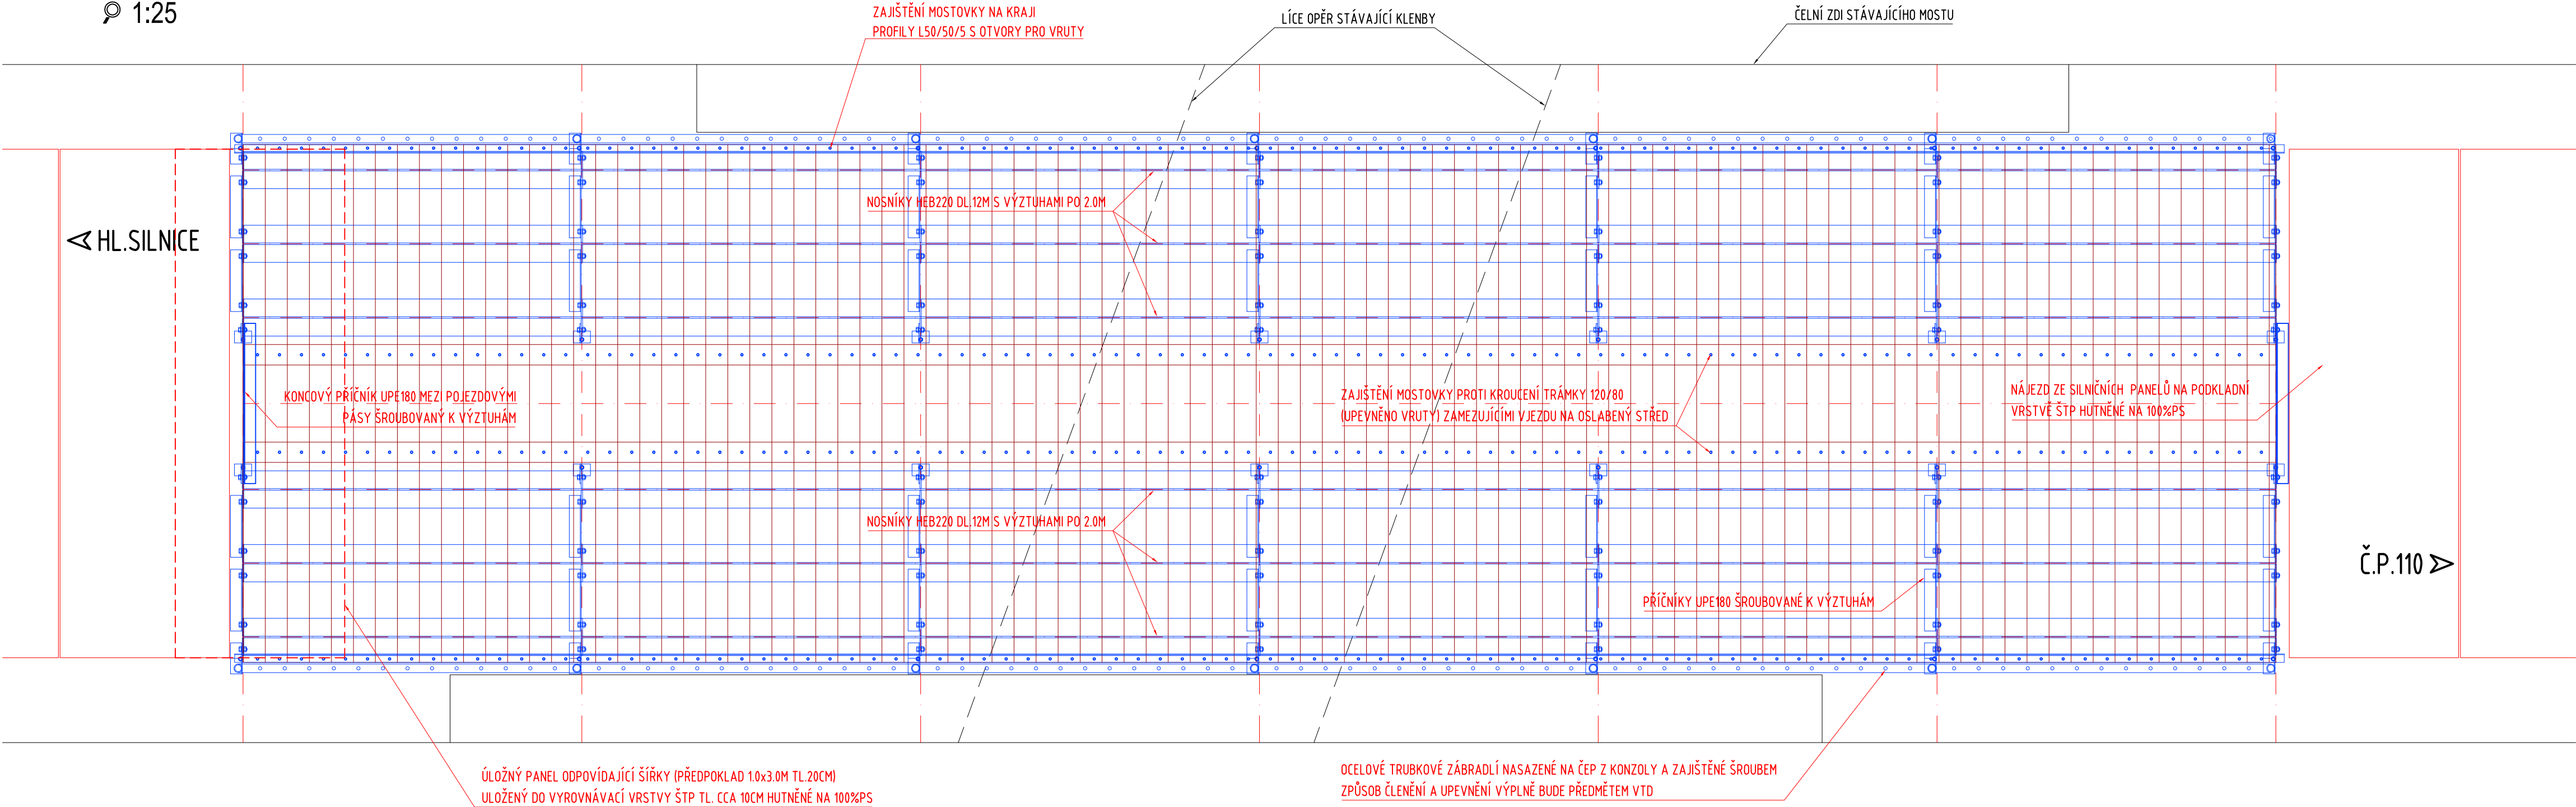 1:25
ZAJIŠTĚNÍ MOSTOVKY NA KRAJI
PROFILY L50/50/5 S OTVORY PRO VRUTY
LÍCE OPĚR STÁVAJÍCÍ KLENBY
ČELNÍ ZDI STÁVAJÍCÍHO MOSTU
NOSNÍKY HEB220 DL.12M S VÝZTUHAMI PO 2.0M
HL.SILNICE
KONCOVÝ PŘÍČNÍK UPE180 MEZI POJEZDOVÝMI
PÁSY ŠROUBOVANÝ K VÝZTUHÁM
ZAJIŠTĚNÍ MOSTOVKY PROTI KROUCENÍ TRÁMKY 120/80
(UPEVNĚNO VRUTY) ZAMEZUJÍCÍMI VJEZDU NA OSLABENÝ STŘED
NÁJEZD ZE SILNIČNÍCH PANELŮ NA PODKLADNÍ
VRSTVĚ ŠTP HUTNĚNÉ NA 100%PS
NOSNÍKY HEB220 DL.12M S VÝZTUHAMI PO 2.0M
Č.P.110
PŘÍČNÍKY UPE180 ŠROUBOVANÉ K VÝZTUHÁM
ÚLOŽNÝ PANEL ODPOVÍDAJÍCÍ ŠÍŘKY (PŘEDPOKLAD 1.0x3.0M TL.20CM)
ULOŽENÝ DO VYROVNÁVACÍ VRSTVY ŠTP TL. CCA 10CM HUTNĚNÉ NA 100%PS
OCELOVÉ TRUBKOVÉ ZÁBRADLÍ NASAZENÉ NA ČEP Z KONZOLY A ZAJIŠTĚNÉ ŠROUBEM
ZPŮSOB ČLENĚNÍ A UPEVNĚNÍ VÝPLNĚ BUDE PŘEDMĚTEM VTD